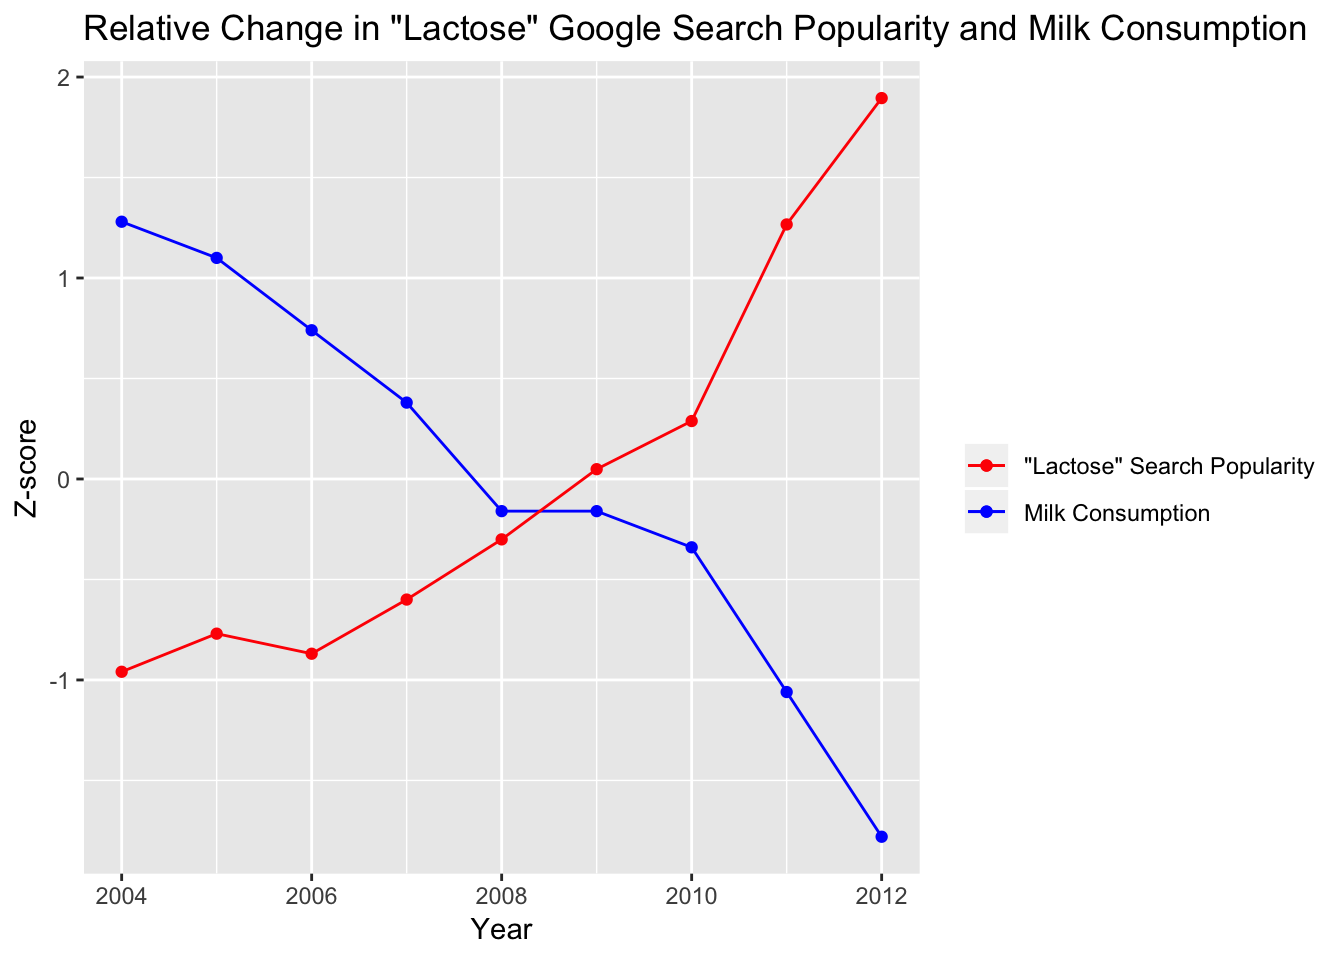 Relative Change in "Lactose" Google Search Popularity and Milk Consumption
2
1
0
-1
Z-score
2004 2006 2008 2010 2012
Year
"Lactose" Search Popularity
Milk Consumption